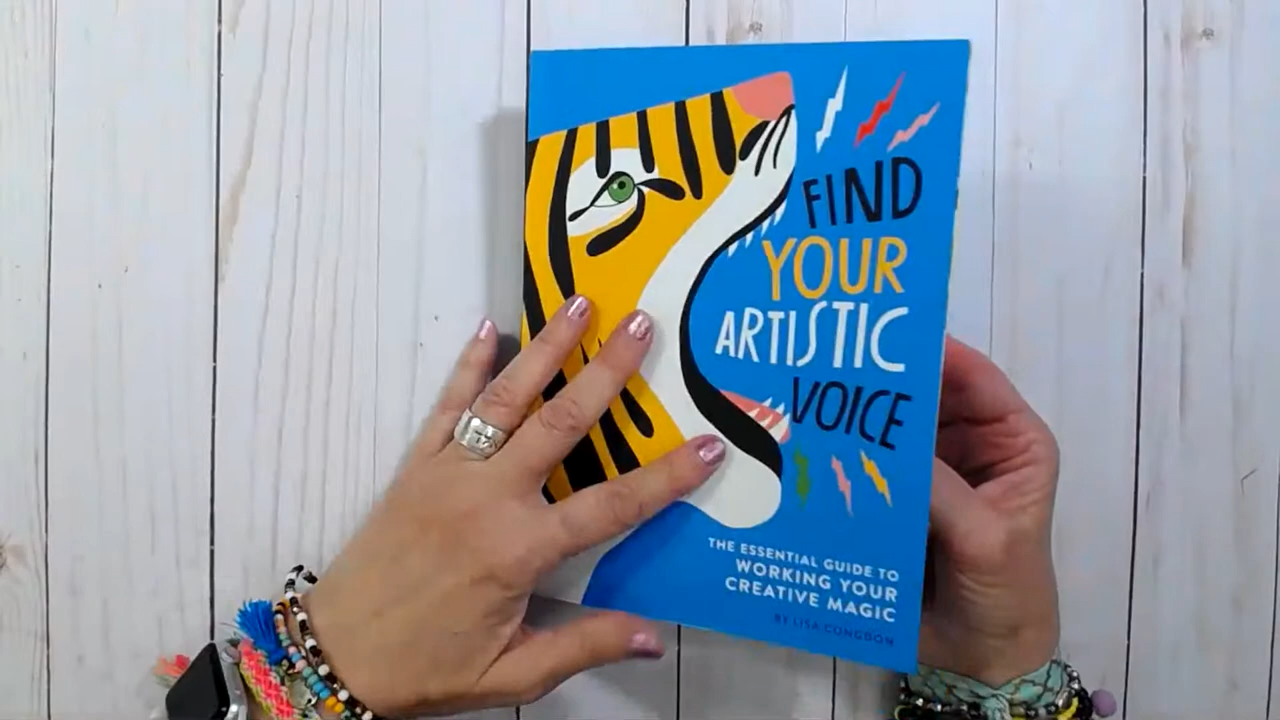 FIND
YOUR
ARTISTIC
VOICE
THE ESSENTIAL GUIDE TO
WORKING YOUR
CREATIVE MAGIC
BY LISA CONGDON